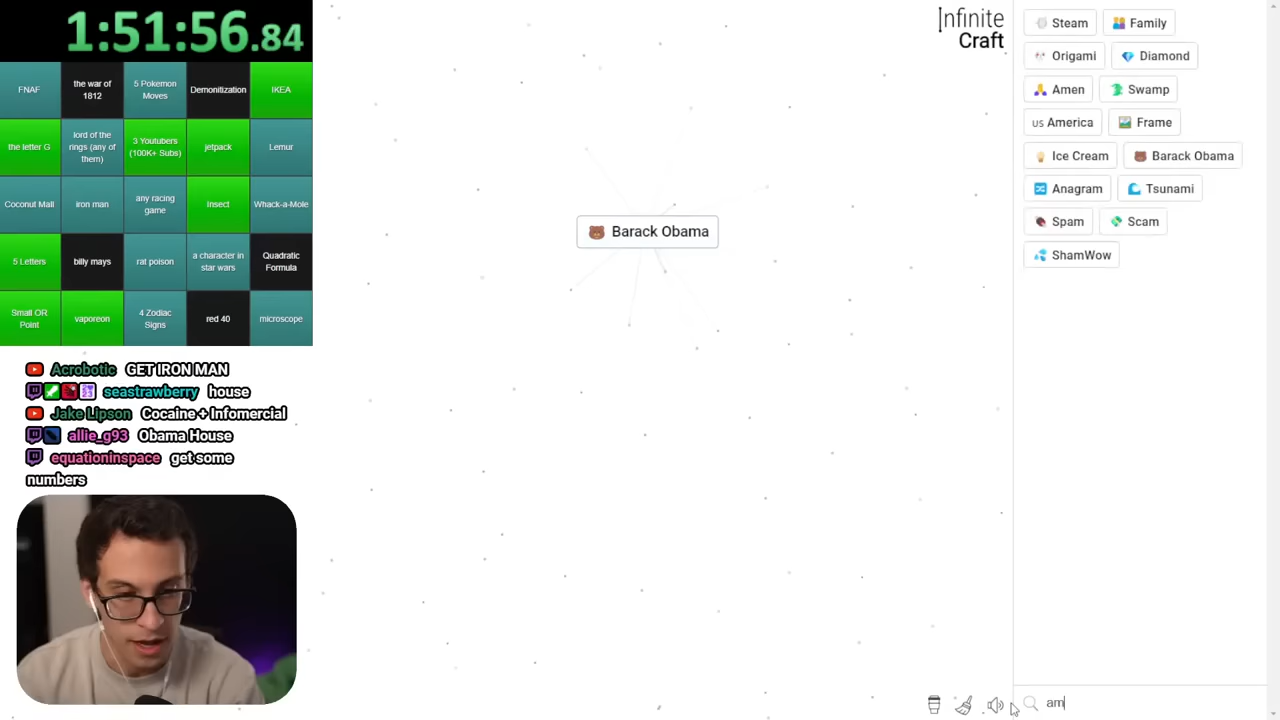 1:51:56.84
FNAF
the war of
1812
5 Pokemon
Moves
Demonitization
IKEA
the letter G
lord of the
rings (any of
them)
3 Youtubers
(100K+ Subs)
jetpack
Lemur
Coconut Mall
iron man
any racing
game
Insect
Whack-a-Mole
5 Letters
billy mays
rat poison
a character in
star wars
Quadratic
Formula
Small OR
Point
vaporeon
4 Zodiac
Signs
red 40
microscope
Acrobotic GET IRON MAN
seastrawberry house
Jake Lipson Cocaine + Infomercial
allie_g93 Obama House
equationinspace get some
numbers
Barack Obama
Infinite
Craft
Steam Family
Origami Diamond
Amen Swamp
US America Frame
Ice Cream Barack Obama
Anagram Tsunami
Spam Scam
ShamWow
am